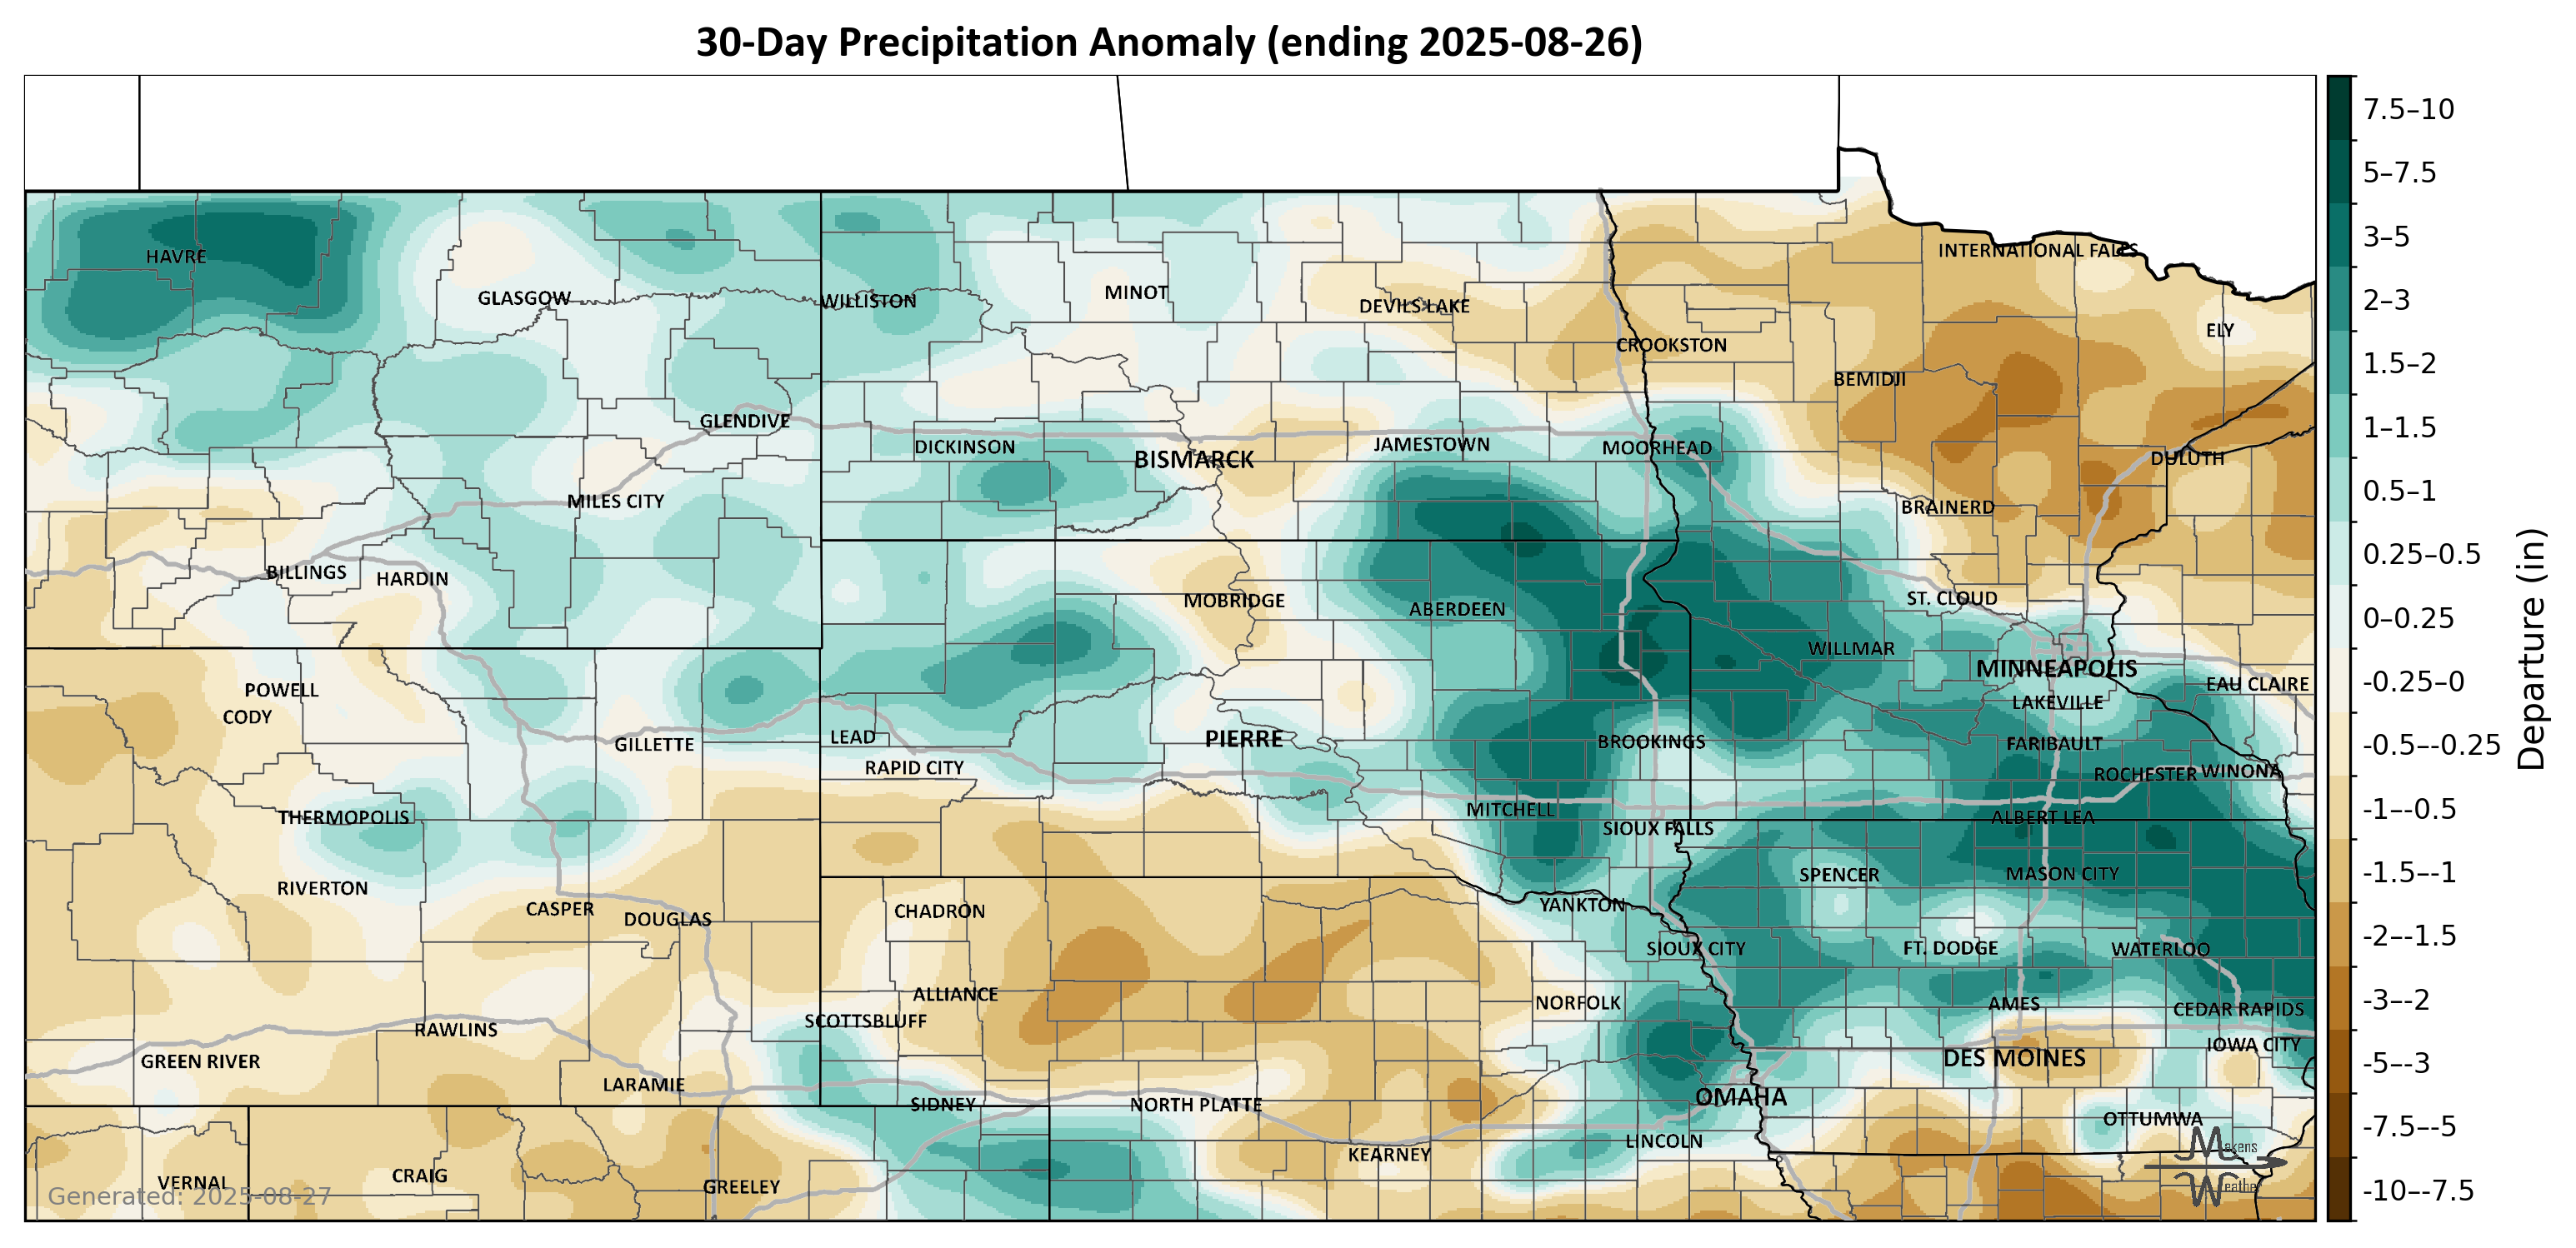 30-Day Precipitation Anomaly (ending 2025-08-26)
7.5–10
5–7.5
3–5
2–3
1.5–2
1–1.5
0.5–1
0.25–0.5
0–0.25
-0.25–0
-0.5–-0.25
-1–-0.5
-1.5–-1
-2–-1.5
-3–-2
-5–-3
-7.5–-5
-10–-7.5
Departure (in)
INTERNATIONAL FALLS
HAVRE
GLASGOW
WILLISTON
MINOT
DEVILS LAKE
ELY
CROOKSTON
BEMIDJI
GLENDIVE
DICKINSON
BISMARCK
JAMESTOWN
MOORHEAD
DULUTH
MILES CITY
BRAINERD
BILLINGS
HARDIN
MOBRIDGE
ABERDEEN
ST. CLOUD
WILLMAR
MINNEAPOLIS
POWELL
EAU CLAIRE
CODY
LAKEVILLE
GILLETTE
LEAD
PIERRE
BROOKINGS
FARIBAULT
RAPID CITY
ROCHESTER
WINONA
THERMOPOLIS
MITCHELL
ALBERT LEA
SIOUX FALLS
RIVERTON
SPENCER
MASON CITY
CASPER
DOUGLAS
CHADRON
YANKTON
SIOUX CITY
FT. DODGE
WATERLOO
ALLIANCE
NORFOLK
AMES
CEDAR RAPIDS
SCOTTSBLUFF
RAWLINS
GREEN RIVER
DES MOINES
IOWA CITY
LARAMIE
SIDNEY
NORTH PLATTE
OMAHA
OTTUMWA
LINCOLN
KEARNEY
VERNAL
CRAIG
GREELEY
Makens
Weather
Generated: 2025-08-27